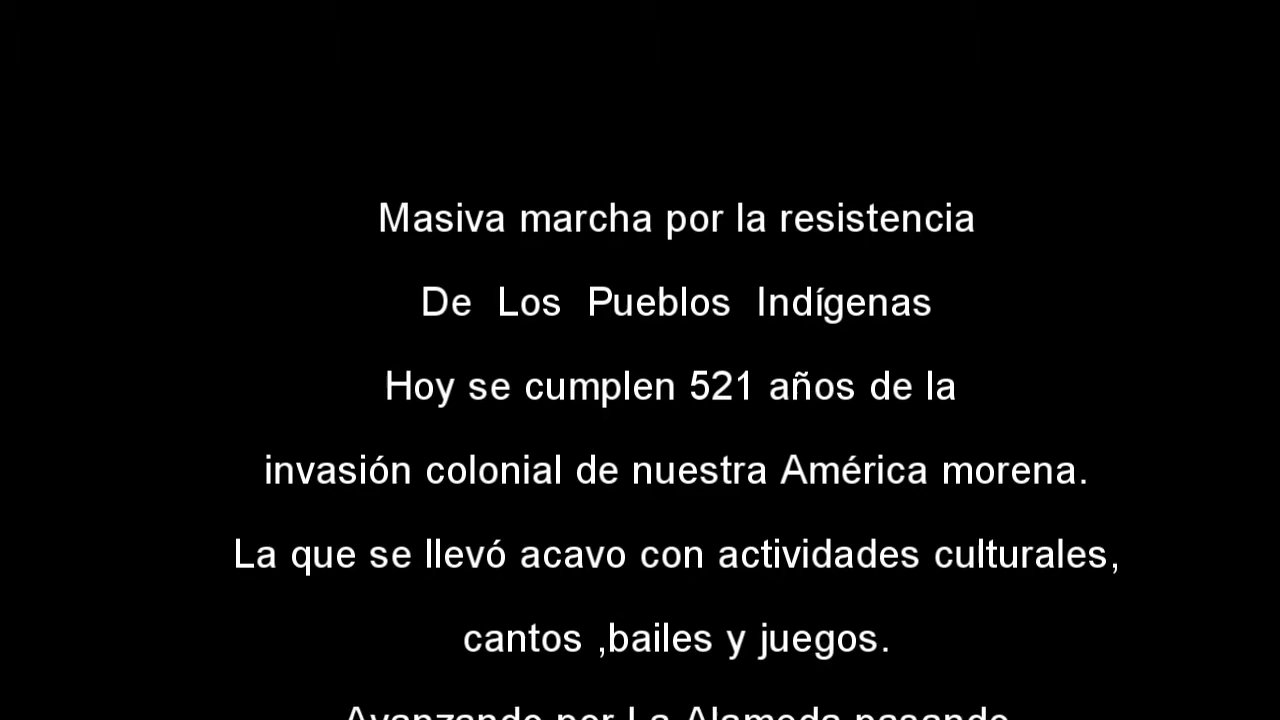 Masiva marcha por la resistencia
De Los Pueblos Indígenas
Hoy se cumplen 521 años de la
invasión colonial de nuestra América morena.
La que se llevó acavo con actividades culturales,
cantos ,bailes y juegos.
Avanzando por La Alameda pasando